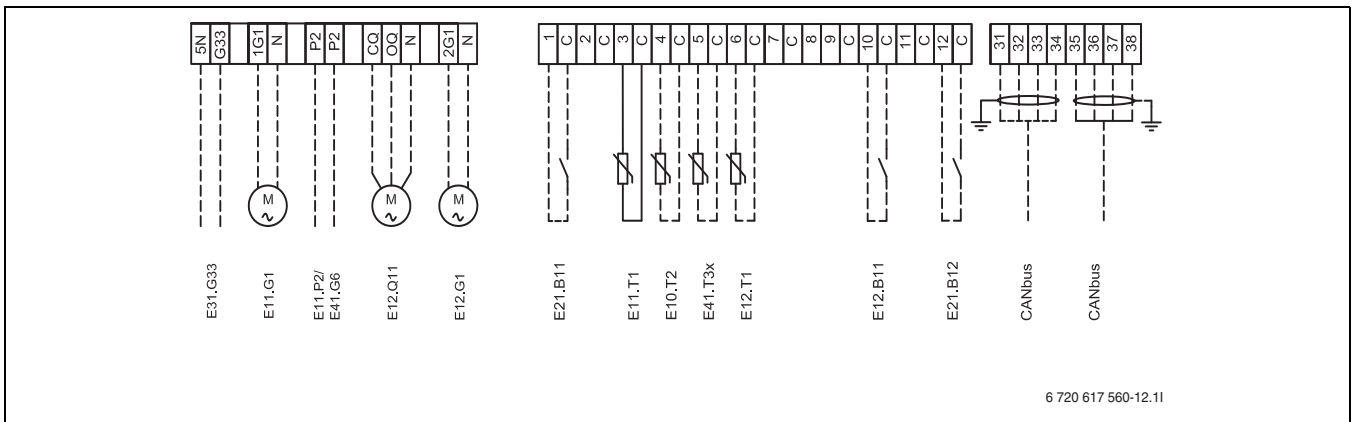 5N G33 1G1 N P2 P2 CQ OQ N 2G1 N 1 C 2 C 3 C 4 C 5 C 6 C 7 C 8 C 9 C 10 C 11 C 12 C 31 32 33 34 35 36 37 38
M M M
E31.G33
E11.G1
E11.P2/
E41.G6
E12.Q11
E12.G1
E21.B11
E11.T1
E10.T2
E41.T3x
E12.T1
E12.B11
E21.B12
CANbus
CANbus
6 720 617 560-12.1I